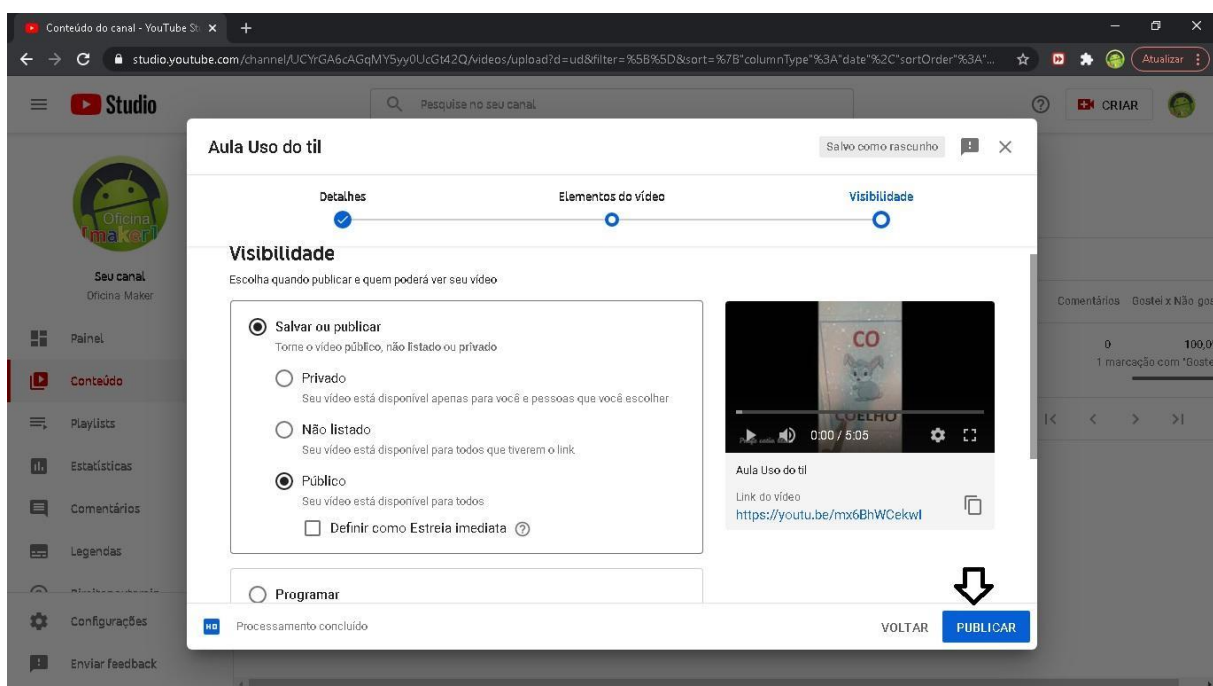 Conteúdo do canal - YouTube St
studio.youtube.com/channel/UCYrGA6cAGqMY5yy0UcGt42Q/videos/upload?d=ud&filter=%5B%5D&sort=%7B"columnType"%3A"date"%2C"sortOrder"%3A"...
Atualizar
Studio
Pesquise no seu canal
CRIAR
Aula Uso do til
Salvo como rascunho
Detalhes
Elementos do vídeo
Visibilidade
Oficina
maker
Seu canal
Oficina Maker
Painel
Conteúdo
Playlists
Estatísticas
Comentários
Legendas
Configurações
Enviar feedback
Visibilidade
Escolha quando publicar e quem poderá ver seu vídeo
Salvar ou publicar
Torne o vídeo público, não listado ou privado
Privado
Seu vídeo está disponível apenas para você e pessoas que você escolher
Não listado
Seu vídeo está disponível para todos que tiverem o link
Público
Seu vídeo está disponível para todos
Definir como Estreia imediata
Programar
CO
COELHO
0:00 / 5:05
Aula Uso do til
Link do vídeo
https://youtu.be/mx6BhWCekwI
Comentários Gostei x Não gos
0 100,0
1 marcação com "Goste
HD Processamento concluído
VOLTAR
PUBLICAR